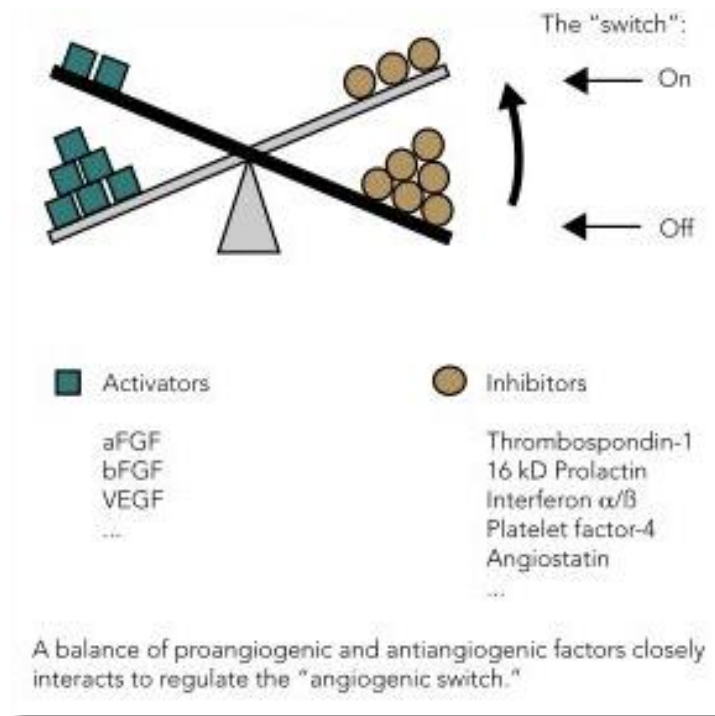 The “switch”:
On
Off
Activators
aFGF
bFGF
VEGF
...
Inhibitors
Thrombospondin-1
16 kD Prolactin
Interferon α/ß
Platelet factor-4
Angiostatin
...
A balance of proangiogenic and antiangiogenic factors closely
interacts to regulate the “angiogenic switch.”